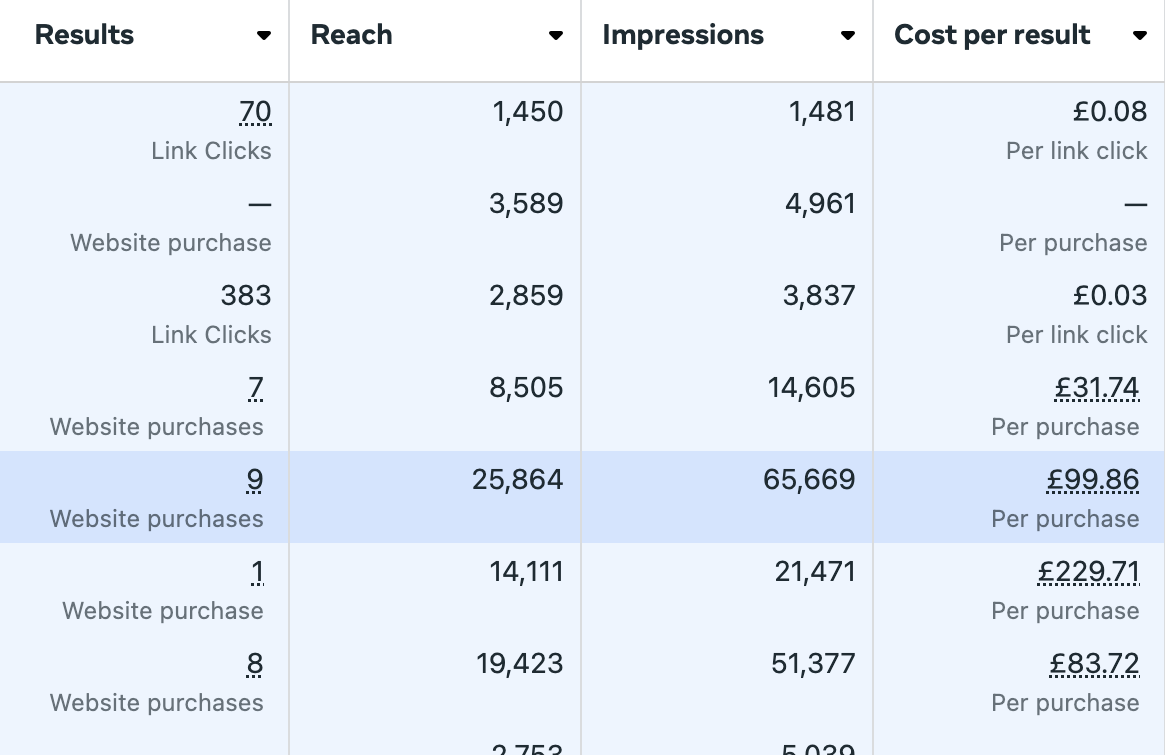 Results Reach Impressions Cost per result
70 1,450 1,481 £0.08
Link Clicks Per link click
— 3,589 4,961 —
Website purchase Per purchase
383 2,859 3,837 £0.03
Link Clicks Per link click
7 8,505 14,605 £31.74
Website purchases Per purchase
9 25,864 65,669 £99.86
Website purchases Per purchase
1 14,111 21,471 £229.71
Website purchase Per purchase
8 19,423 51,377 £83.72
Website purchases Per purchase
2,753 5,039